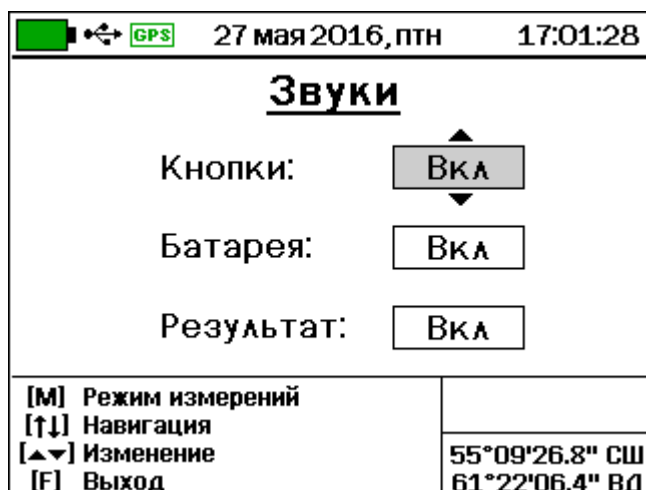 GPS 27 мая 2016, птн 17:01:28
Звуки
Кнопки: Вкл
Батарея: Вкл
Результат: Вкл
[М] Режим измерений
[↑↓] Навигация
[▲▼] Изменение
[F] Выход
55°09'26.8" СШ
61°22'06.4" ВД